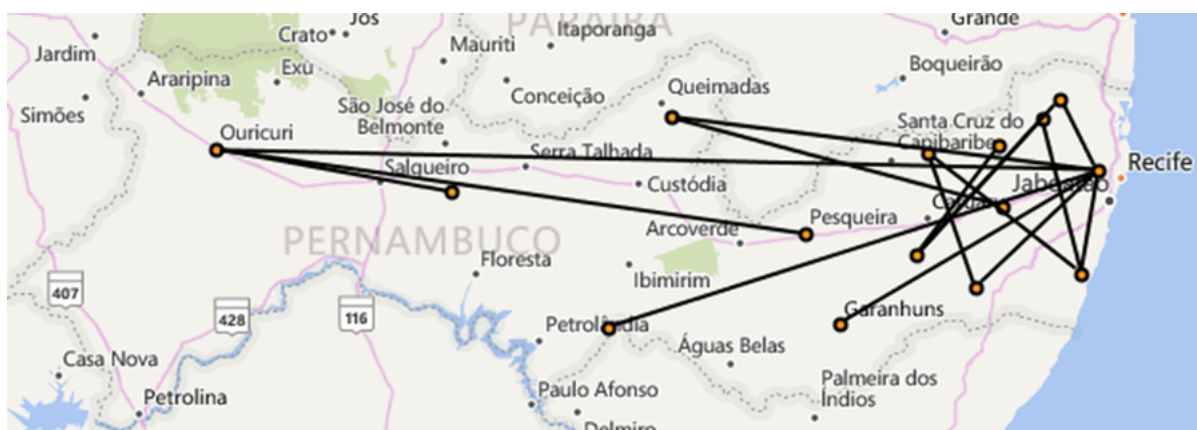 PARAÍBA
Grande
Jos
Crato
Itaporanga
Mauriti
Jardim
Boqueirão
Exu
Araripina
Queimadas
Conceição
Simões
São José do
Belmonte
Santa Cruz do
Capibaribe
Ouricuri
Serra Talhada
Recife
Salgueiro
Custódia
Jaboatão
Pesqueira
Arcoverde
PERNAMBUCO
Floresta
Ibimirim
407
428
116
Garanhuns
Petrolândia
Águas Belas
Casa Nova
Palmeira dos
Índios
Paulo Afonso
Petrolina
Delmiro